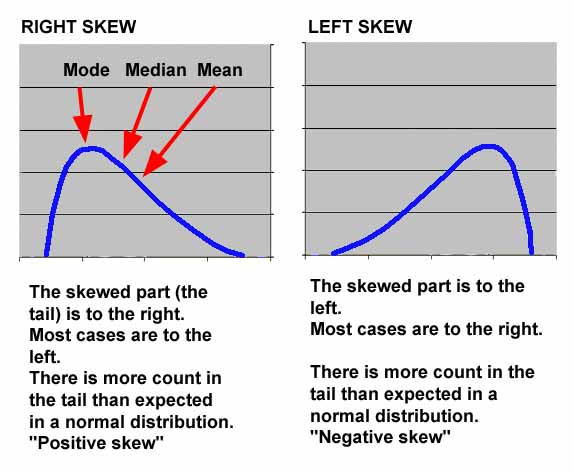 RIGHT SKEW
Mode Median Mean
The skewed part (the
tail) is to the right.
Most cases are to the
left.
There is more count in
the tail than expected
in a normal distribution.
"Positive skew"
LEFT SKEW
The skewed part is to the
left.
Most cases are to the right.
There is more count in the
tail than expected in a
normal distribution.
"Negative skew"